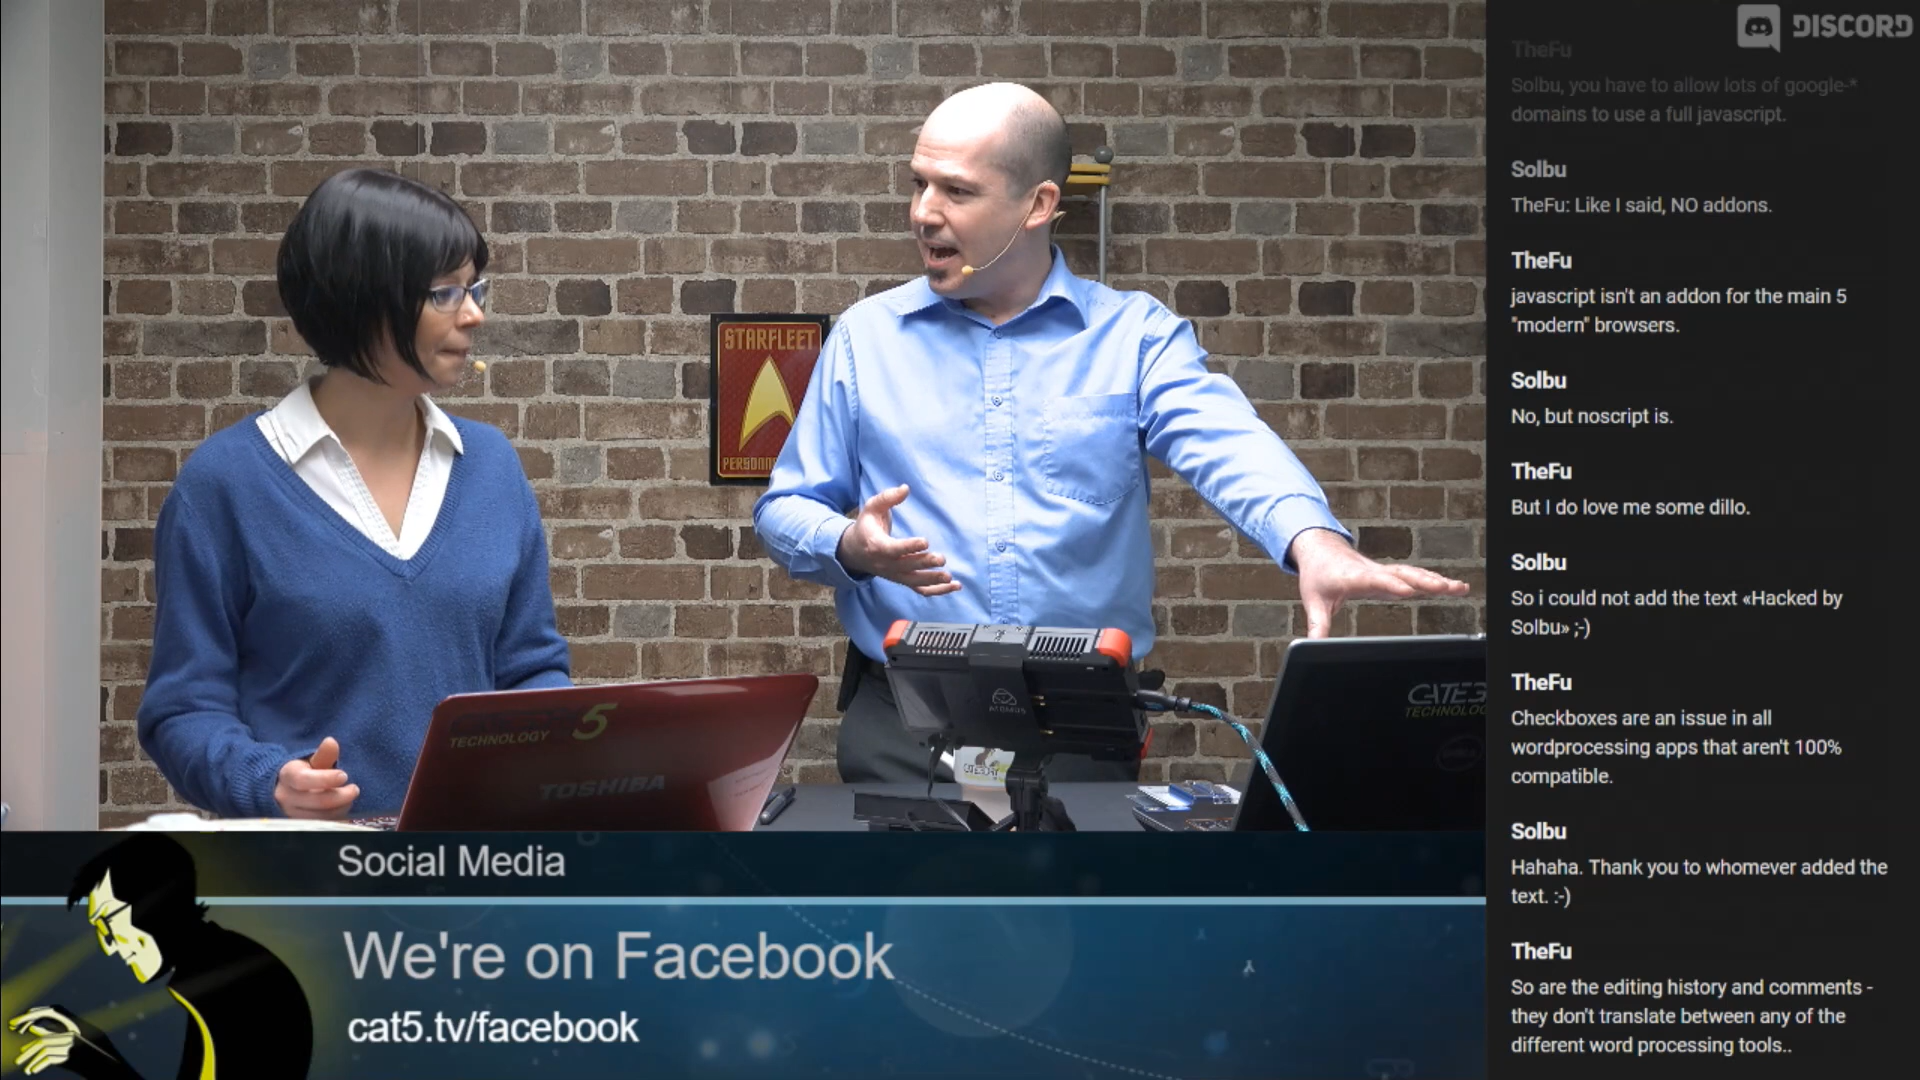 DISCORD
TheFu
Solbu, you have to allow lots of google-*
domains to use a full javascript.
Solbu
TheFu: Like I said, NO addons.
TheFu
javascript isn't an addon for the main 5
"modern" browsers.
Solbu
No, but noscript is.
TheFu
But I do love me some dillo.
Solbu
So i could not add the text «Hacked by
Solbu» ;-)
TheFu
Checkboxes are an issue in all
wordprocessing apps that aren't 100%
compatible.
Solbu
Hahaha. Thank you to whomever added the
text. :-)
TheFu
So are the editing history and comments -
they don't translate between any of the
different word processing tools..
STARFLEET
TECHNOLOGY 5
TOSHIBA
ATOMOS
Social Media
We're on Facebook
cat5.tv/facebook